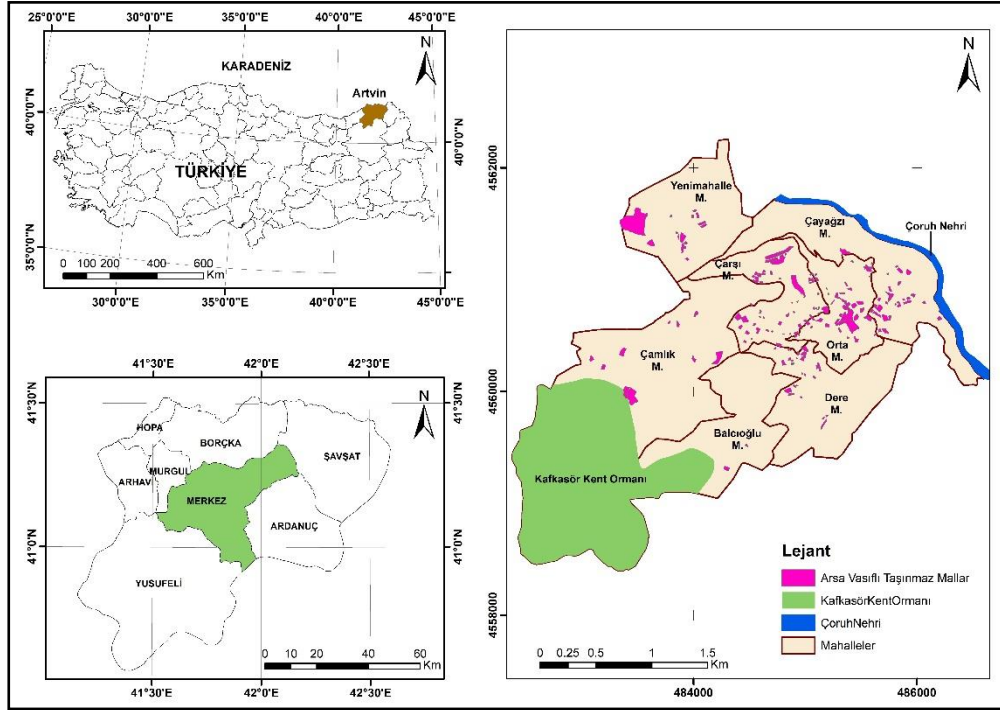 25°0'0"E 30°0'0"E 35°0'0"E 40°0'0"E 45°0'0"E
N
KARADENİZ
Artvin
40°0'0"N
40°0'0"N
TÜRKİYE
35°0'0"N
35°0'0"N
0 100 200 400 600
Km
30°0'0"E 35°0'0"E 40°0'0"E 45°0'0"E
41°30'E 42°0'E 42°30'E
41°30'N
41°30'N
N
HOPA
BORÇKA
ŞAVŞAT
MURGUL
ARHAV
MERKEZ
ARDANUÇ
41°0'N
41°0'N
YUSUFELİ
0 10 20 40 60
Km
41°30'E 42°0'E 42°30'E
N
4562000
Yenimahalle
M.
Çayağzı
M.
Çoruh Nehri
Çarşı
M.
Çamlık
M.
Orta
M.
4560000
Dere
M.
Balcıoğlu
M.
Kafkasör Kent Ormanı
Lejant
Arsa Vasıflı Taşınmaz Mallar
KafkasörKentOrmanı
ÇoruhNehri
Mahalleler
4558000
0 0.25 0.5 1 1.5
Km
484000 486000